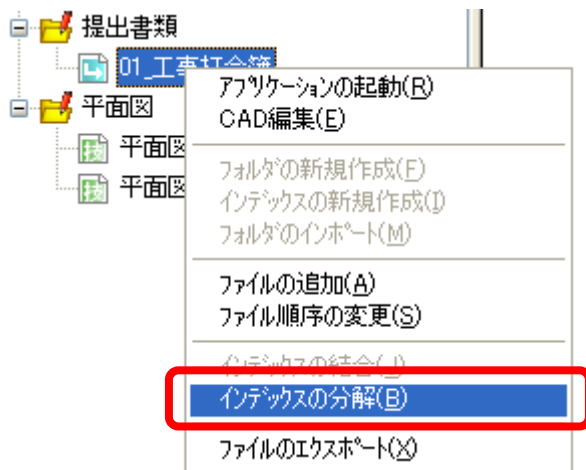 提出書類
01_工事打合簿
平面図
平面図
平面図
アプリケーションの起動(R)
CAD編集(E)
フォルダの新規作成(F)
インデックスの新規作成(I)
フォルダのインポート(M)
ファイルの追加(A)
ファイル順序の変更(S)
インデックスの結合(J)
インデックスの分解(B)
ファイルのエクスポート(X)